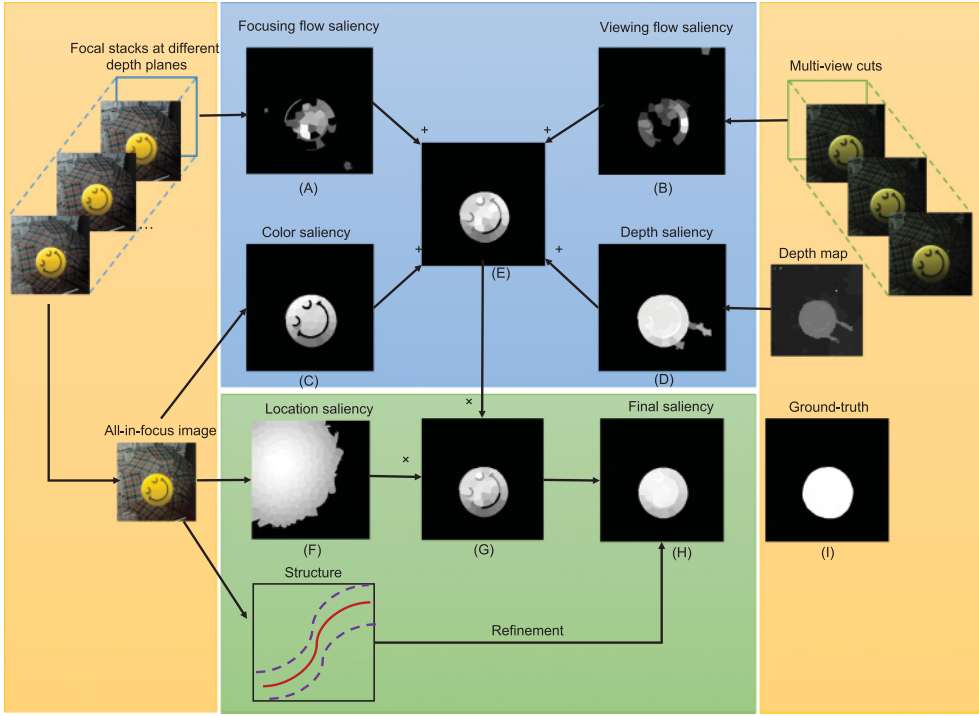 Focusing flow saliency
Viewing flow saliency
Focal stacks at different
depth planes
Multi-view cuts
+
+
(A)
(B)
...
Color saliency
+
+
Depth saliency
Depth map
(E)
(C)
(D)
×
Location saliency
Final saliency
Ground-truth
All-in-focus image
×
(F)
(G)
(H)
(I)
Structure
Refinement